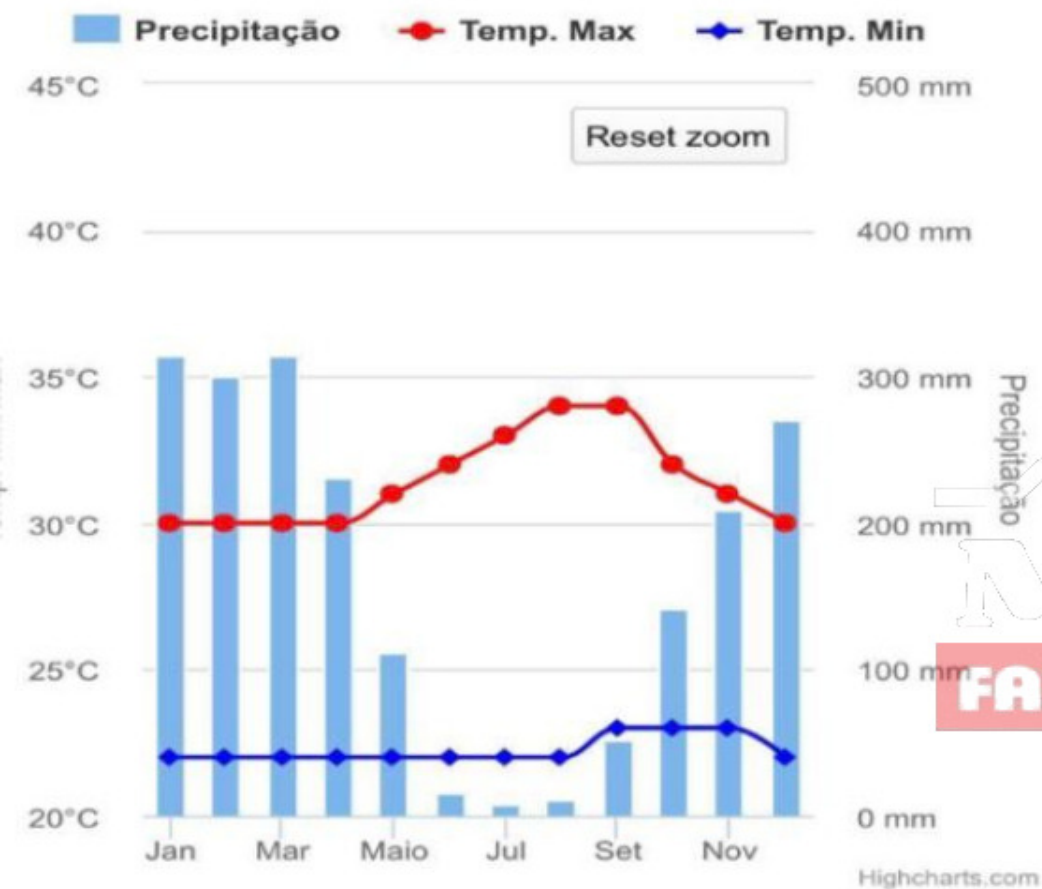 Precipitação Temp. Max Temp. Min
45°C 500 mm
Reset zoom
40°C 400 mm
35°C 300 mm
30°C 200 mm
25°C 100 mm
20°C 0 mm
Precipitação
FA
Jan Mar Maio Jul Set Nov
Highcharts.com